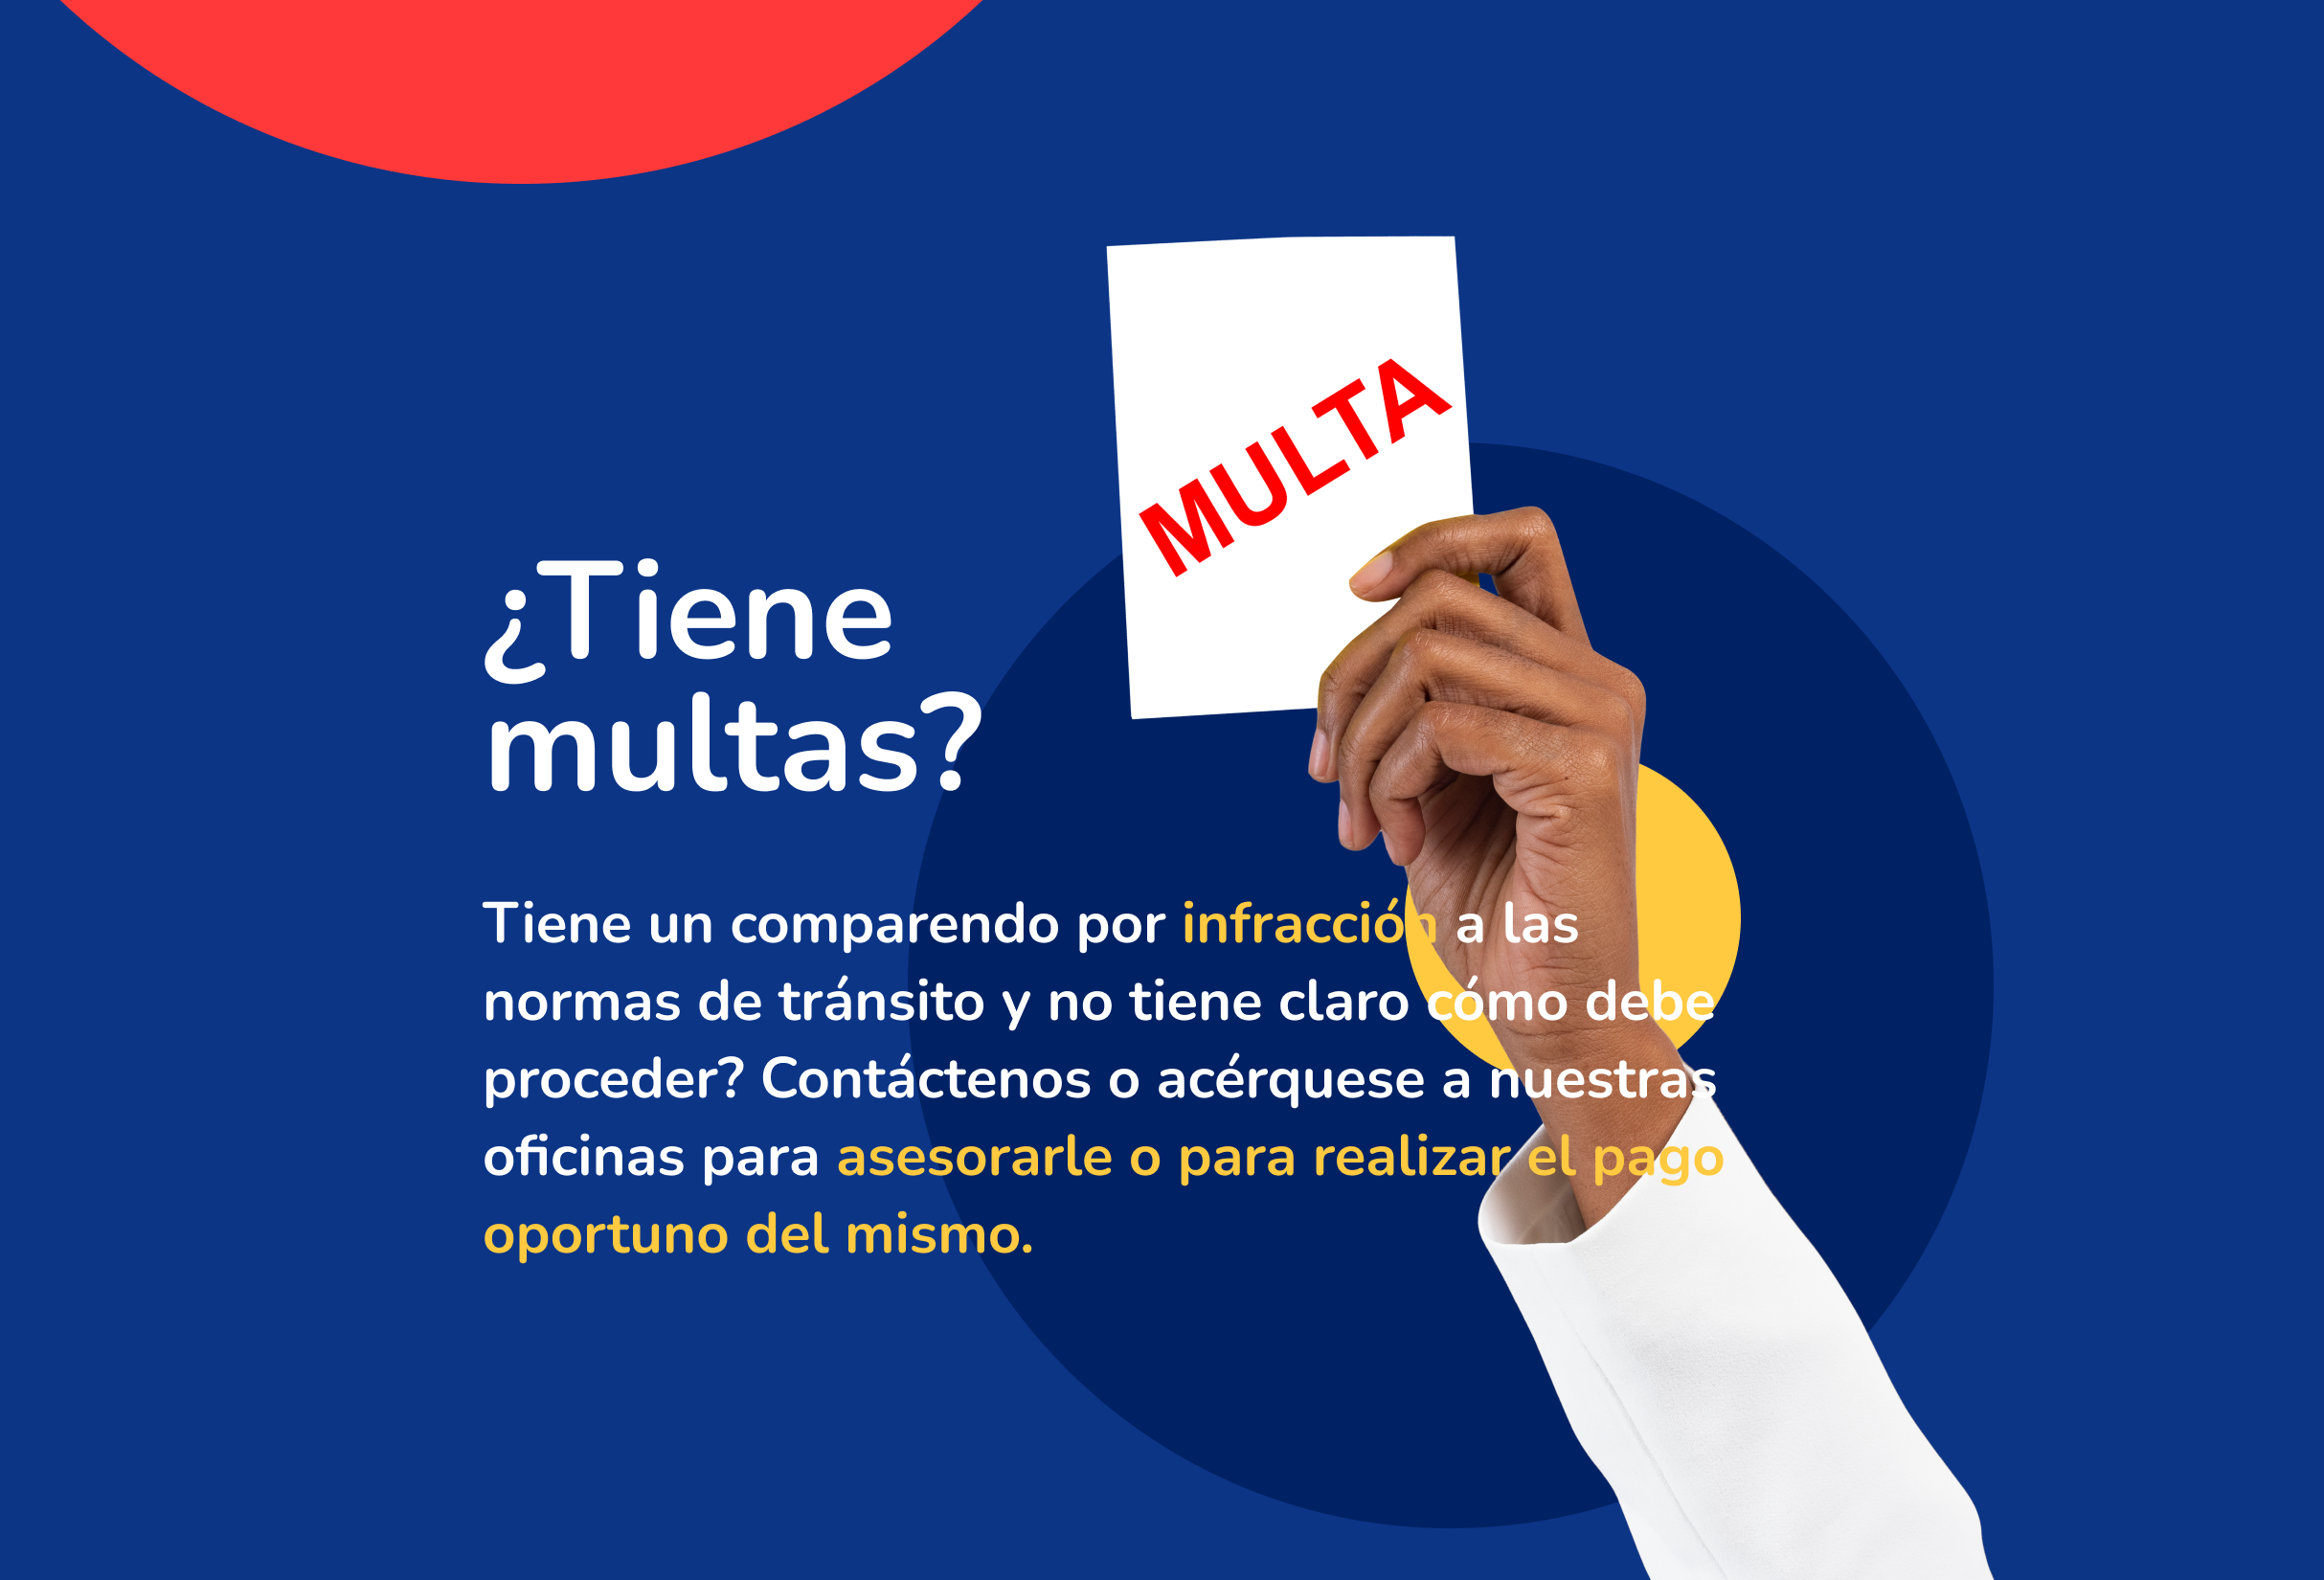 MULTA
¿Tiene
multas?
Tiene un comparendo por infracción a las
normas de tránsito y no tiene claro cómo debe
proceder? Contáctenos o acérquese a nuestras
oficinas para asesorarle o para realizar el pago
oportuno del mismo.